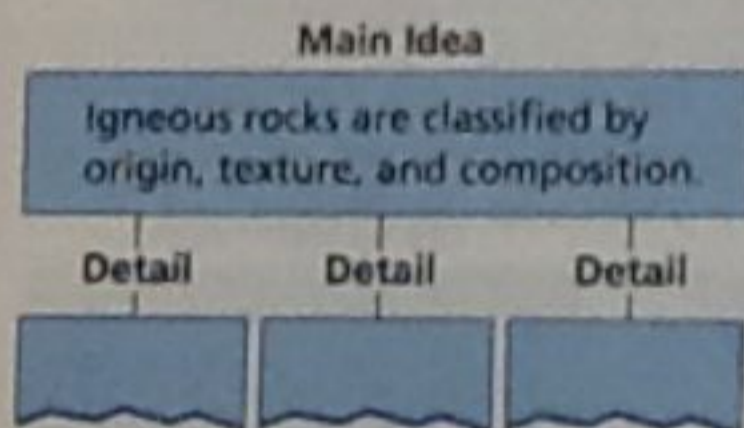 Main Idea
Igneous rocks are classified by
origin, texture, and composition.
Detail Detail Detail